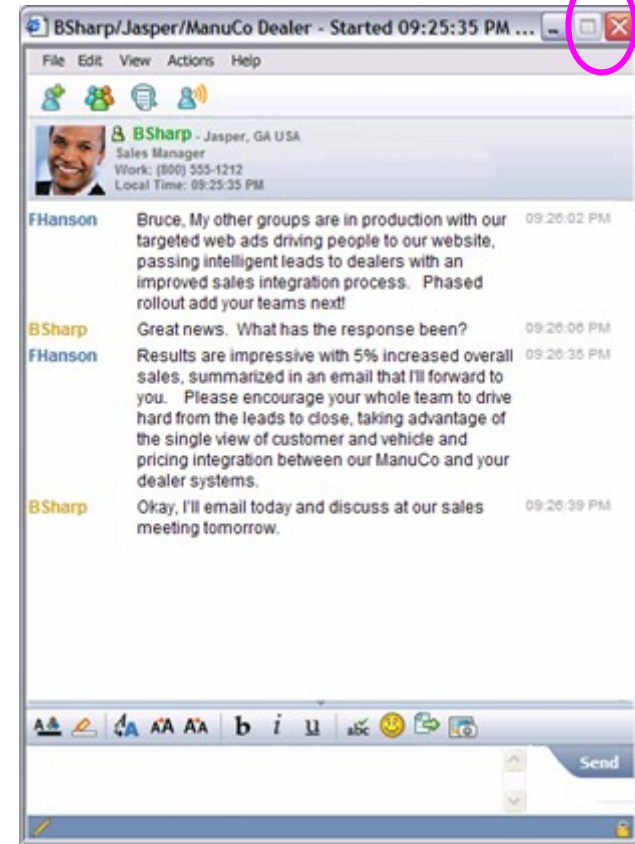 BSharp/Jasper/ManuCo Dealer - Started 09:25:35 PM ...
File Edit View Actions Help
BSharp - Jasper, GA USA
Sales Manager
Work: (800) 555-1212
Local Time: 09:25:35 PM
FHanson Bruce, My other groups are in production with our 09:26:02 PM
targeted web ads driving people to our website,
passing intelligent leads to dealers with an
improved sales integration process. Phased
rollout add your teams next!
BSharp Great news. What has the response been? 09:26:06 PM
FHanson Results are impressive with 5% increased overall 09:26:35 PM
sales, summarized in an email that I'll forward to
you. Please encourage your whole team to drive
hard from the leads to close, taking advantage of
the single view of customer and vehicle and
pricing integration between our ManuCo and your
dealer systems.
BSharp Okay, I'll email today and discuss at our sales 09:26:39 PM
meeting tomorrow.
A A AA AA b i u abc
Send